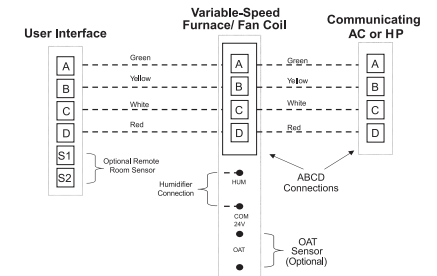 User Interface
Variable-Speed
Furnace/ Fan Coil
Communicating
AC or HP
A
Green
A
Green
A
B
Yellow
B
Yellow
B
C
White
C
White
C
D
Red
D
Red
D
S1
S2
Optional Remote
Room Sensor
Humidifier
Connection
HUM
COM
24V
OAT
ABCD
Connections
OAT
Sensor
(Optional)